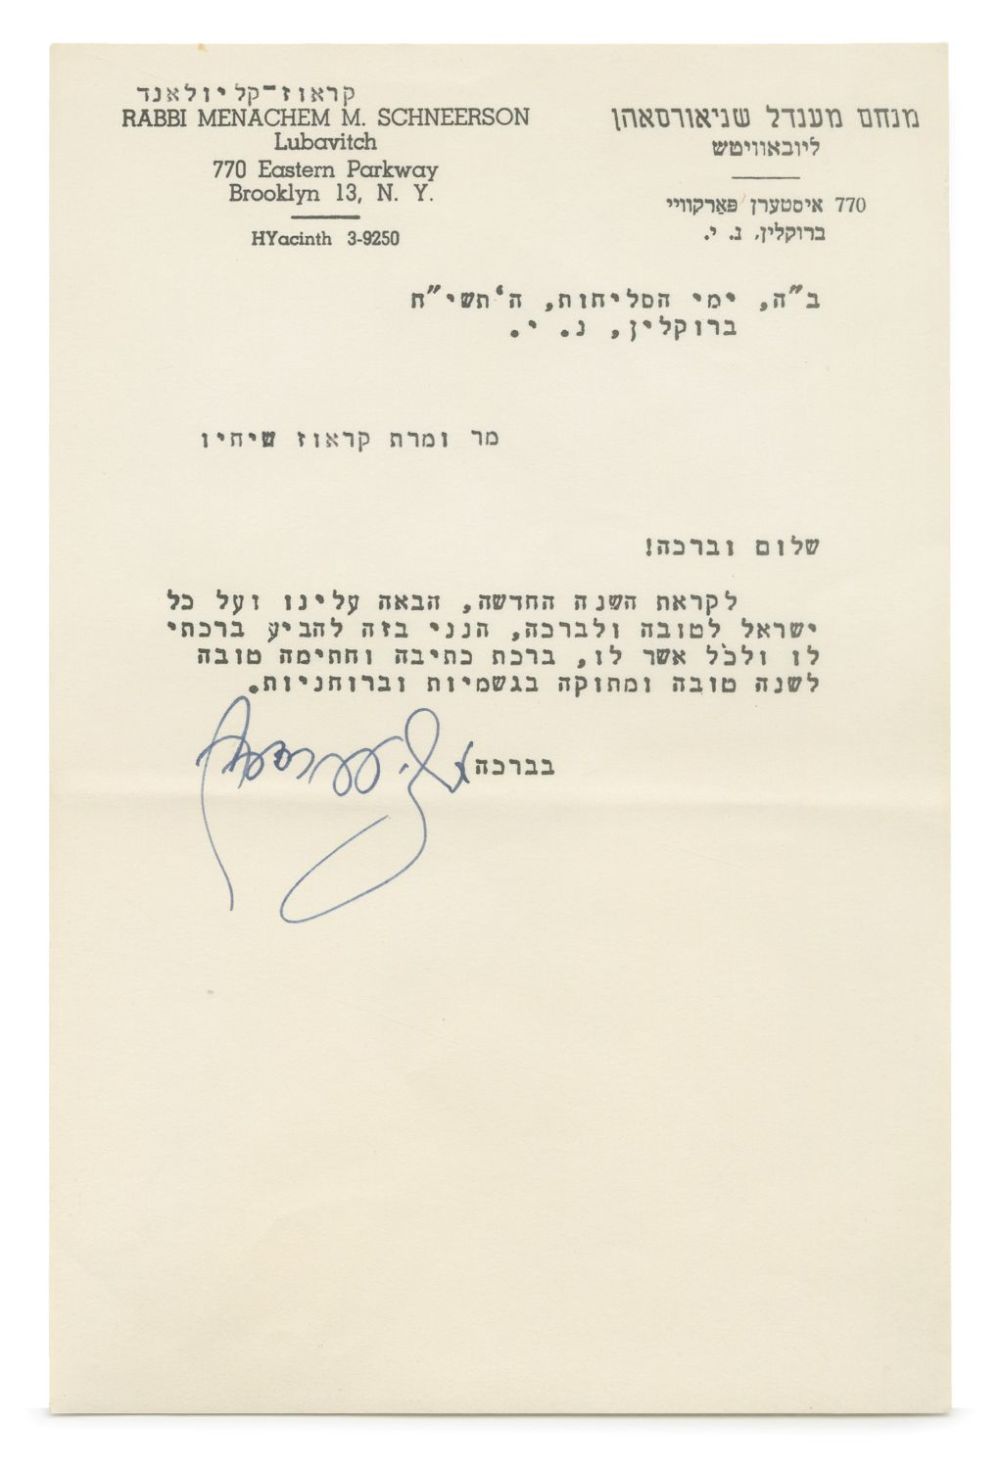 קראוז-קליולאנד
RABBI MENACHEM M. SCHNEERSON
Lubavitch
770 Eastern Parkway
Brooklyn 13, N. Y.
HYacinth 3-9250
מנחם מענדל שניאורסאהן
ליובאוויטש
770 איסטערן פארקוויי
ברוקלין, נ. י.
ב"ה, ימי הסליחות, ה'תשי"ח
ברוקלין, נ. י.
מר ומרת קראוז שיחיו
שלום וברכה!
לקראת השנה החדשה, הבאה עלינו ועל כל
ישראל לטובה ולברכה, הנני בזה להביע ברכתי
לו ולכל אשר לו, ברכת כתיבה וחתימה טובה
לשנה טובה ומתוקה בגשמיות וברוחניות.
בברכה